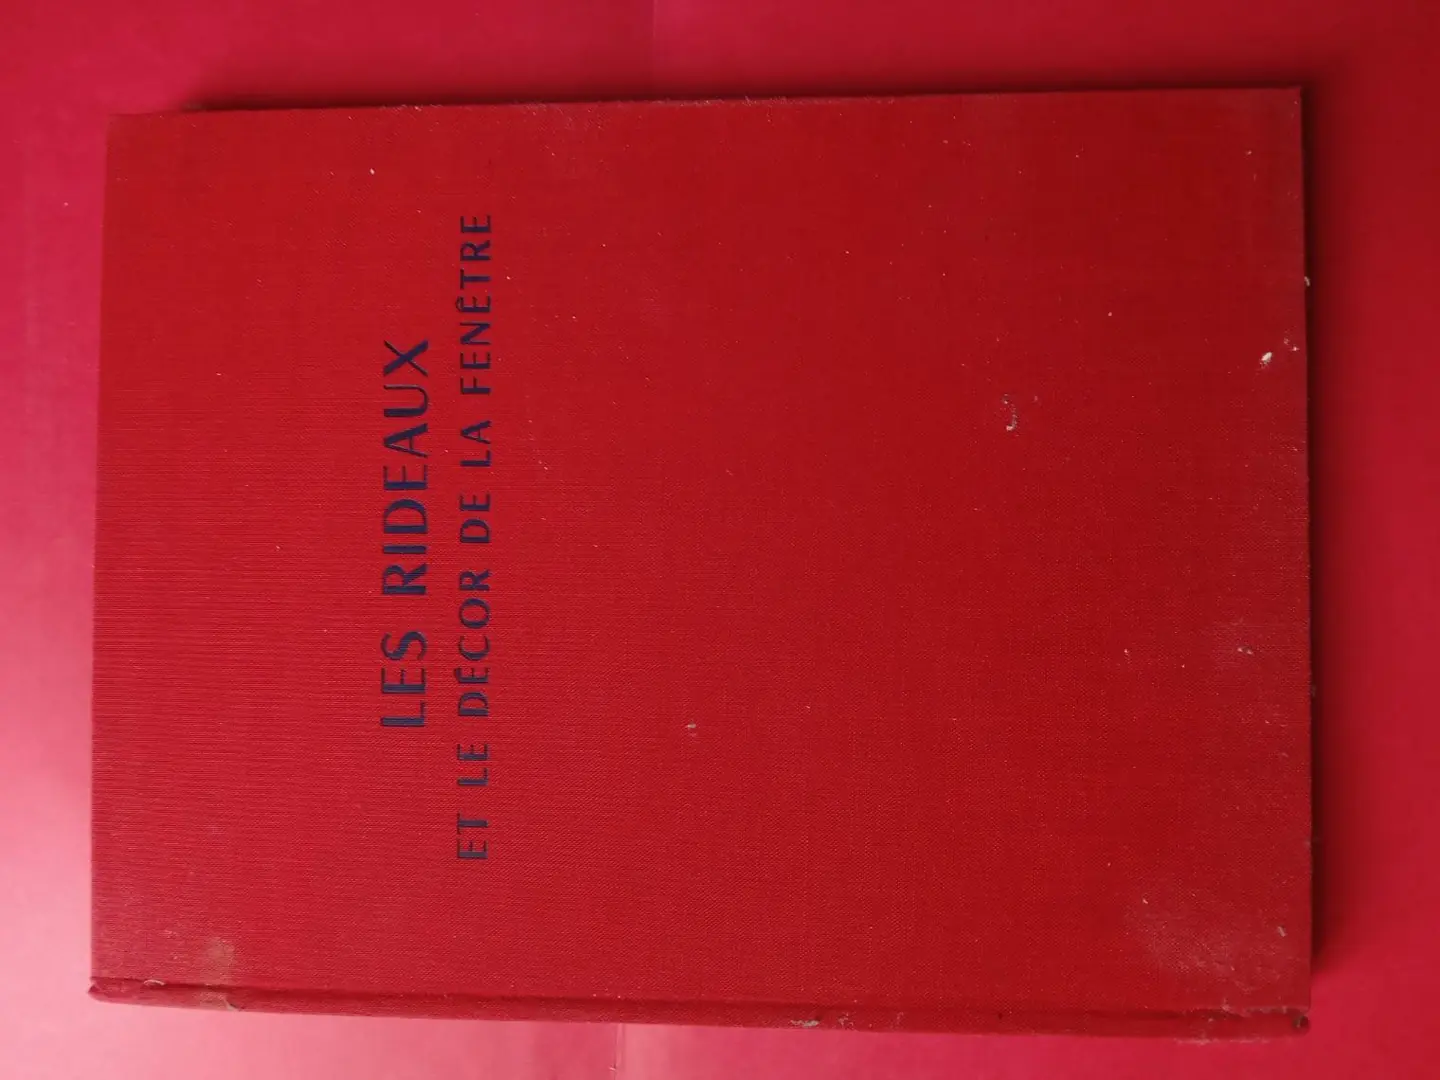 LES RIDEAUX
ET LE DÉCOR DE LA FENÊTRE